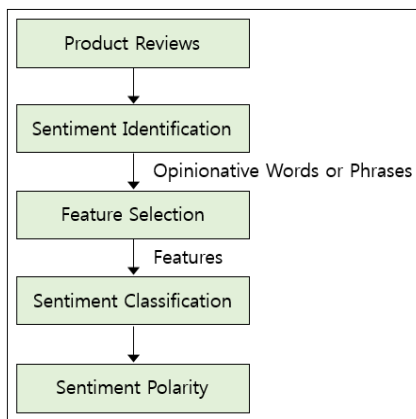 Product Reviews
Sentiment Identification
Opinionative Words or Phrases
Feature Selection
Features
Sentiment Classification
Sentiment Polarity